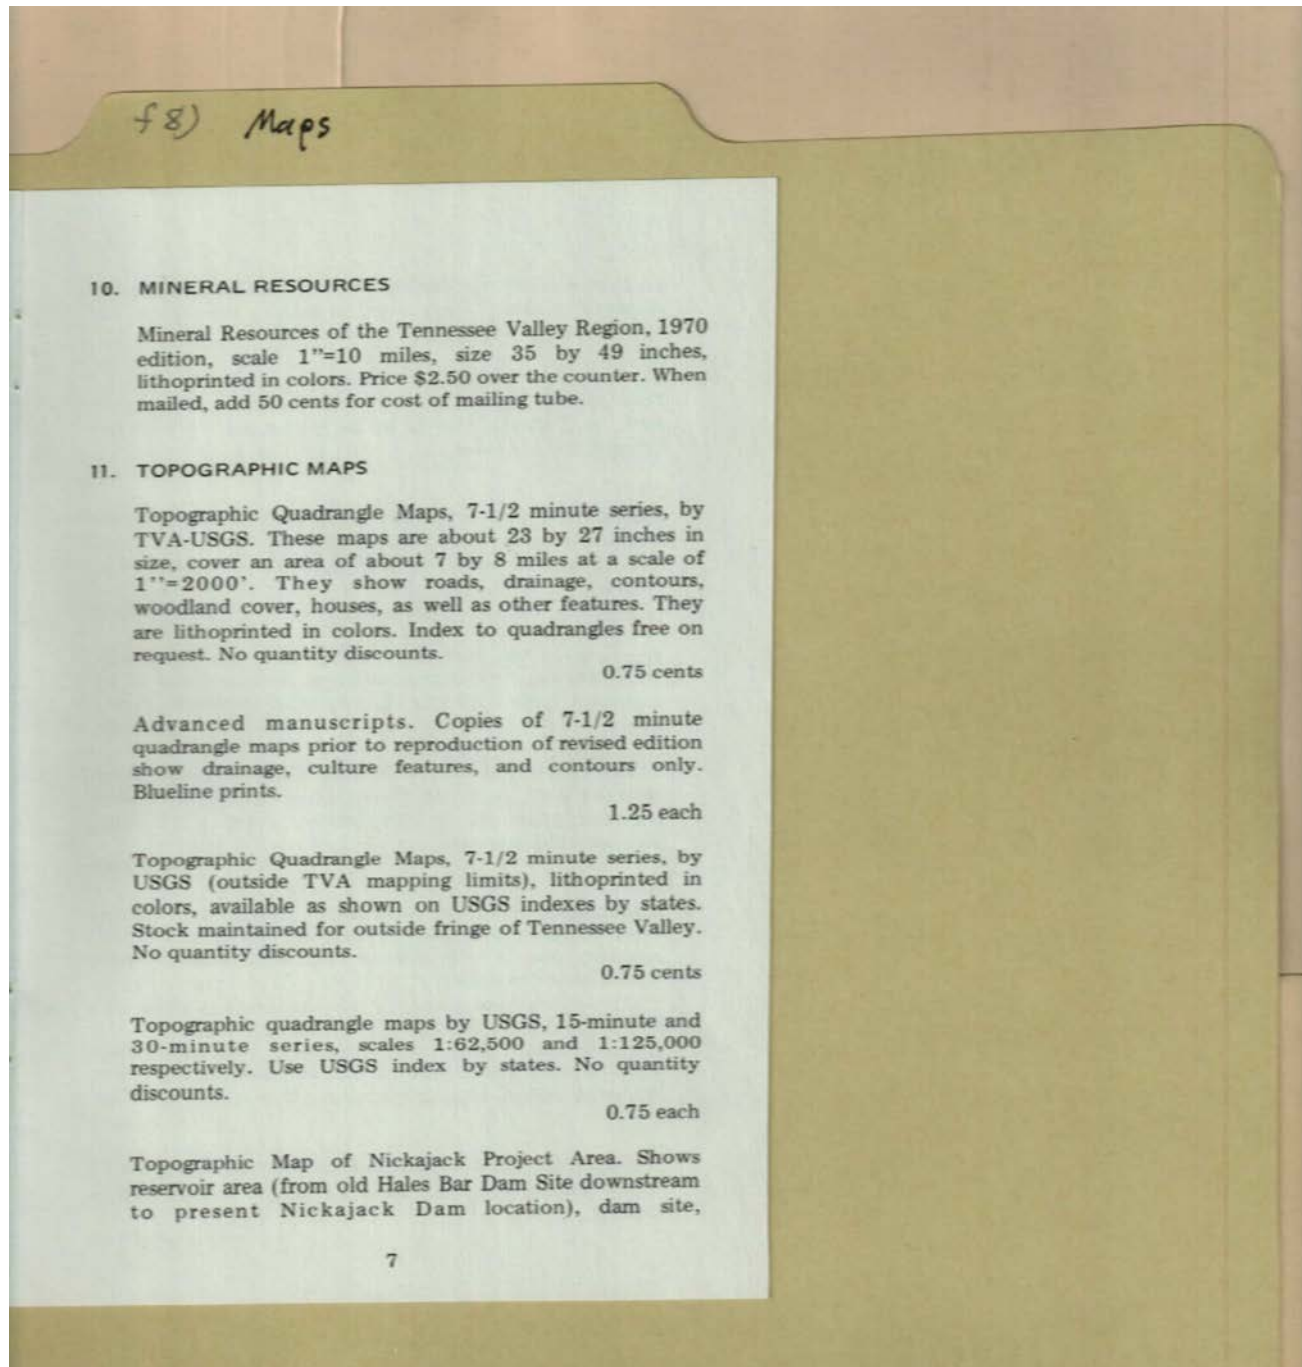 f 8) Maps
10. MINERAL RESOURCES
Mineral Resources of the Tennessee Valley Region, 1970
edition, scale 1"=10 miles, size 35 by 49 inches,
lithoprinted in colors. Price $2.50 over the counter. When
mailed, add 50 cents for cost of mailing tube.
11. TOPOGRAPHIC MAPS
Topographic Quadrangle Maps, 7-1/2 minute series, by
TVA-USGS. These maps are about 23 by 27 inches in
size, cover an area of about 7 by 8 miles at a scale of
1"=2000'. They show roads, drainage, contours,
woodland cover, houses, as well as other features. They
are lithoprinted in colors. Index to quadrangles free on
request. No quantity discounts.
0.75 cents
Advanced manuscripts. Copies of 7-1/2 minute
quadrangle maps prior to reproduction of revised edition
show drainage, culture features, and contours only.
Blueline prints.
1.25 each
Topographic Quadrangle Maps, 7-1/2 minute series, by
USGS (outside TVA mapping limits), lithoprinted in
colors, available as shown on USGS indexes by states.
Stock maintained for outside fringe of Tennessee Valley.
No quantity discounts.
0.75 cents
Topographic quadrangle maps by USGS, 15-minute and
30-minute series, scales 1:62,500 and 1:125,000
respectively. Use USGS index by states. No quantity
discounts.
0.75 each
Topographic Map of Nickajack Project Area. Shows
reservoir area (from old Hales Bar Dam Site downstream
to present Nickajack Dam location), dam site,
7